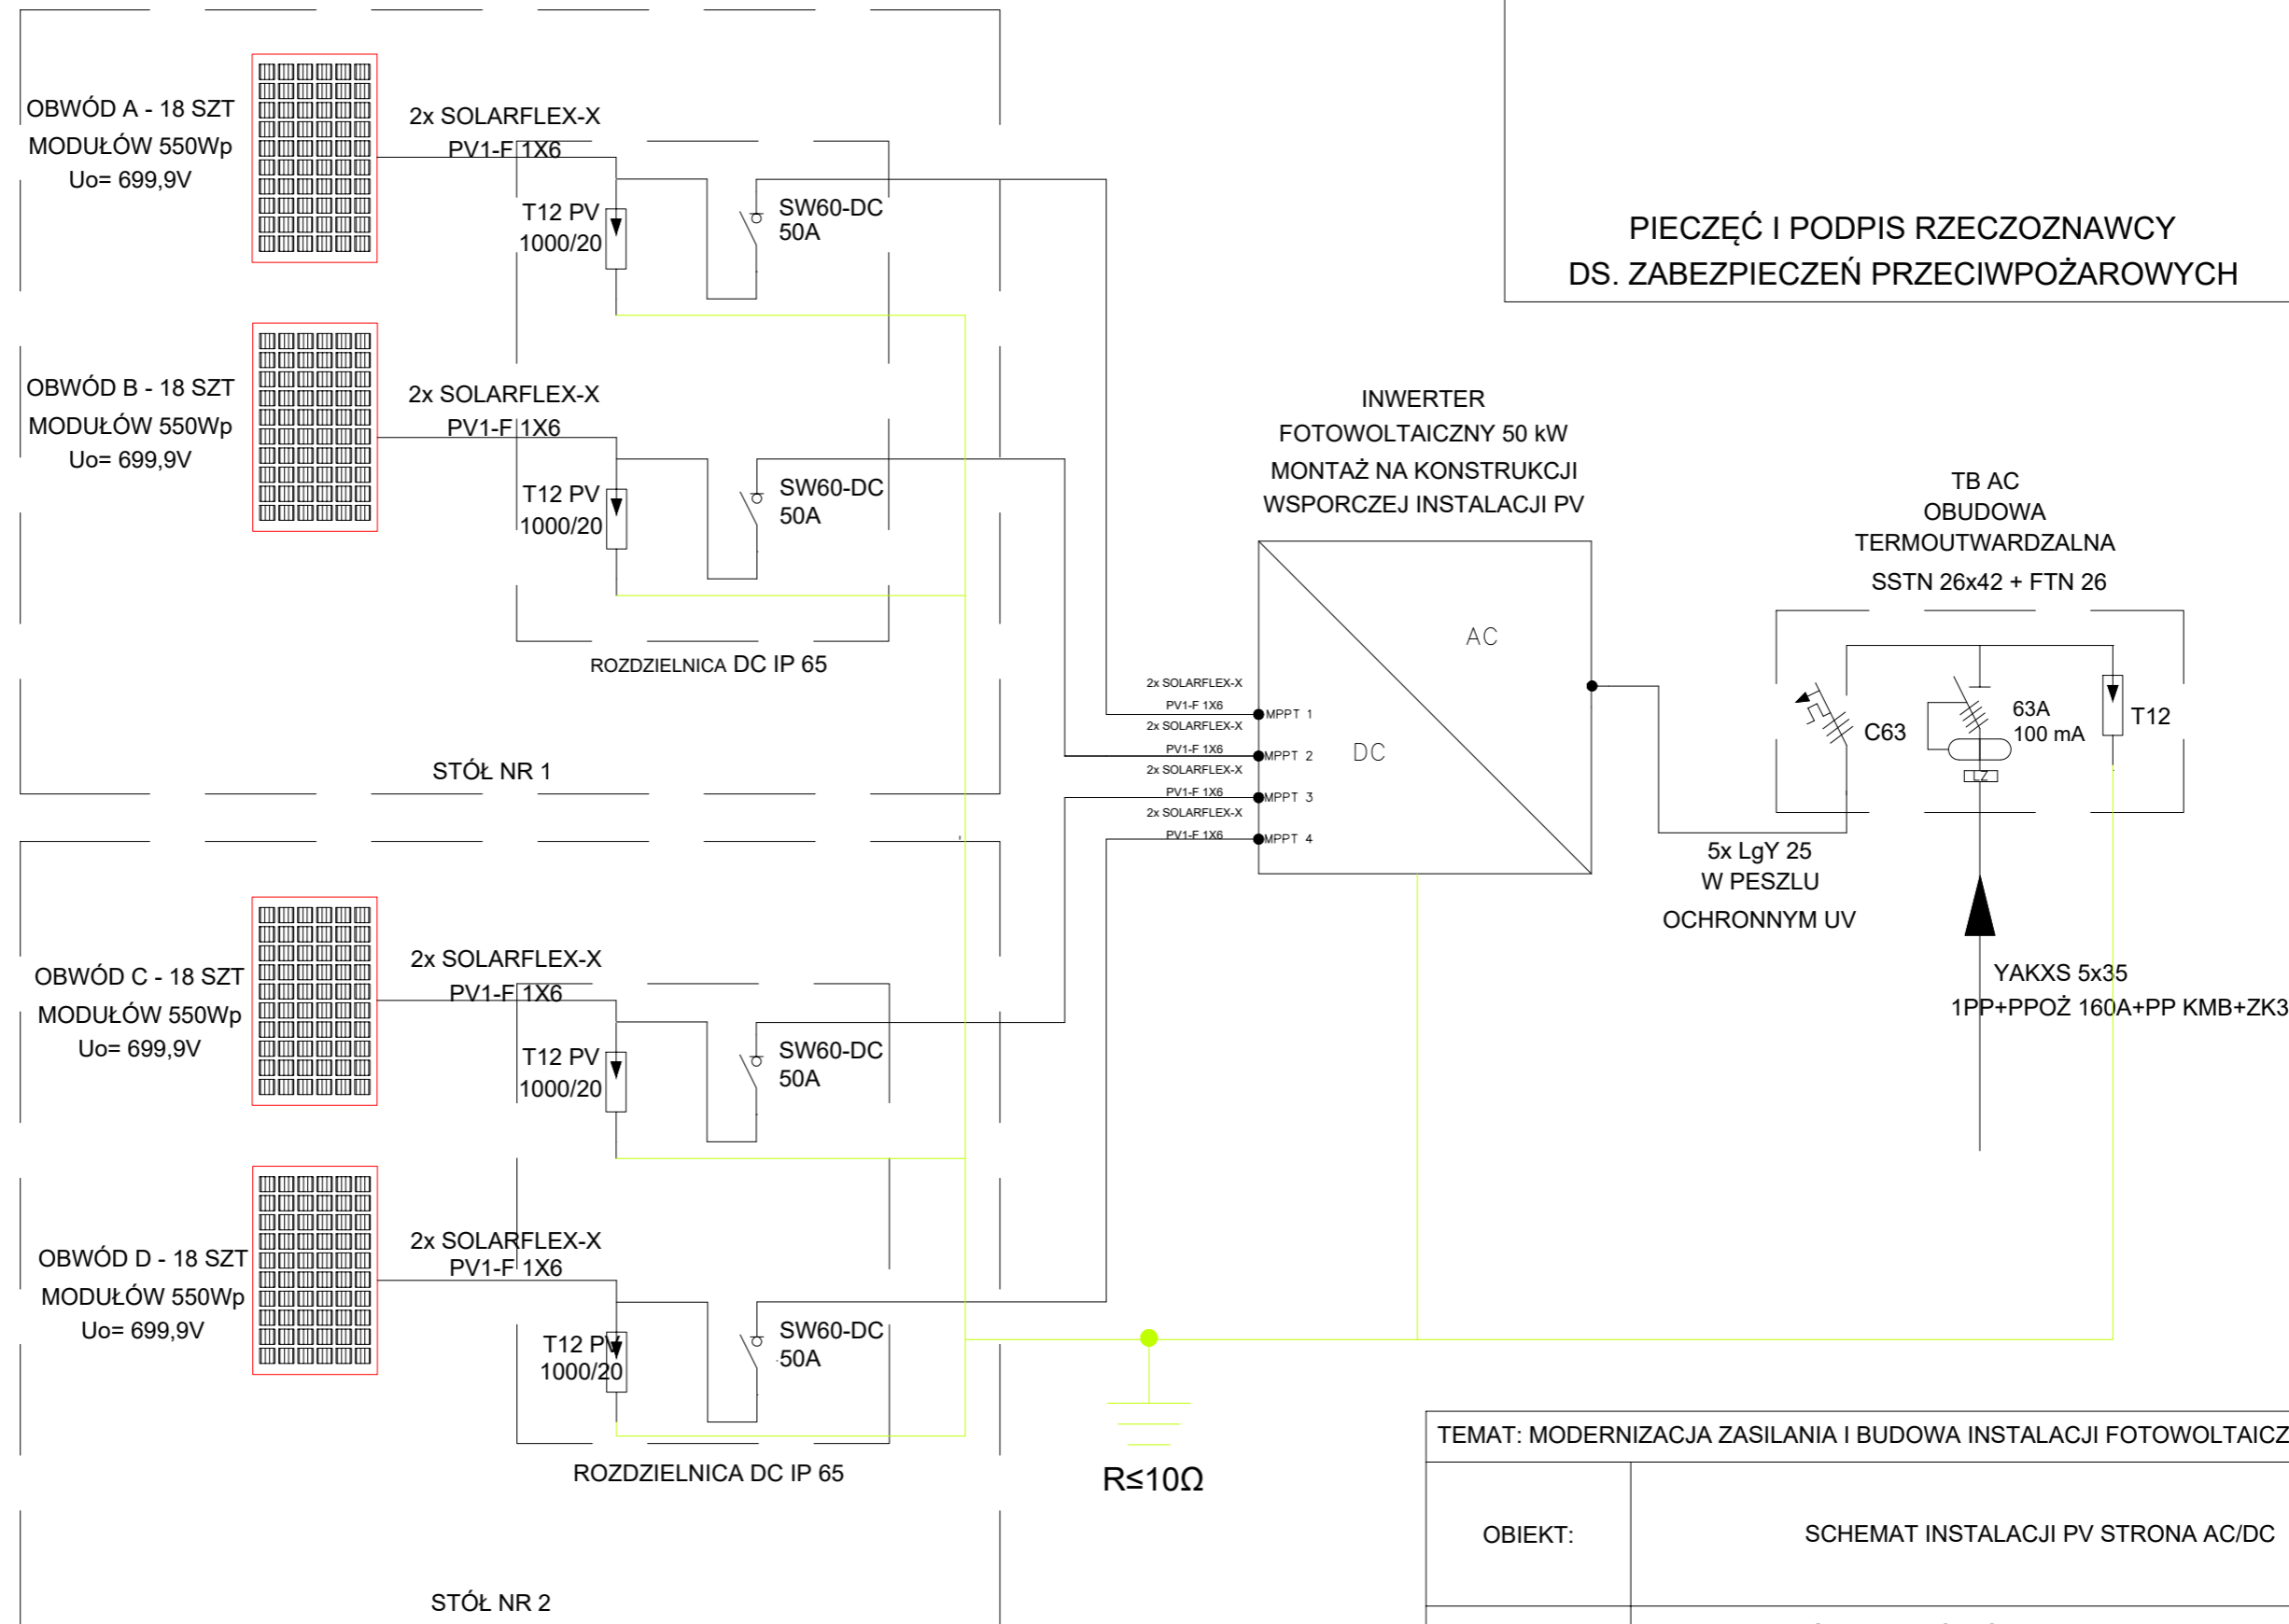 OBWÓD A - 18 SZT
MODUŁÓW 550Wp
Uo= 699,9V
2x SOLARFLEX-X
PV1-F 1X6
T12 PV
1000/20
SW60-DC
50A
OBWÓD B - 18 SZT
MODUŁÓW 550Wp
Uo= 699,9V
2x SOLARFLEX-X
PV1-F 1X6
T12 PV
1000/20
SW60-DC
50A
ROZDZIELNICA DC IP 65
STÓŁ NR 1
OBWÓD C - 18 SZT
MODUŁÓW 550Wp
Uo= 699,9V
2x SOLARFLEX-X
PV1-F 1X6
T12 PV
1000/20
SW60-DC
50A
OBWÓD D - 18 SZT
MODUŁÓW 550Wp
Uo= 699,9V
2x SOLARFLEX-X
PV1-F 1X6
T12 PV
1000/20
SW60-DC
50A
ROZDZIELNICA DC IP 65
STÓŁ NR 2
PIECZĘĆ I PODPIS RZECZOZNAWCY
DS. ZABEZPIECZEŃ PRZECIWPOŻAROWYCH
INWERTER
FOTOWOLTAICZNY 50 kW
MONTAŻ NA KONSTRUKCJI
WSPORCZEJ INSTALACJI PV
AC
DC
2x SOLARFLEX-X
PV1-F 1X6
MPPT 1
2x SOLARFLEX-X
PV1-F 1X6
MPPT 2
2x SOLARFLEX-X
PV1-F 1X6
MPPT 3
2x SOLARFLEX-X
PV1-F 1X6
MPPT 4
TB AC
OBUDOWA
TERMOUTWARDZALNA
SSTN 26x42 + FTN 26
C63
63A
100 mA
LZ
T12
5x LgY 25
W PESZLU
OCHRONNYM UV
YAKXS 5x35
1PP+PPOŻ 160A+PP KMB+ZK3
R≤10Ω
TEMAT: MODERNIZACJA ZASILANIA I BUDOWA INSTALACJI FOTOWOLTAICZ
OBIEKT:
SCHEMAT INSTALACJI PV STRONA AC/DC